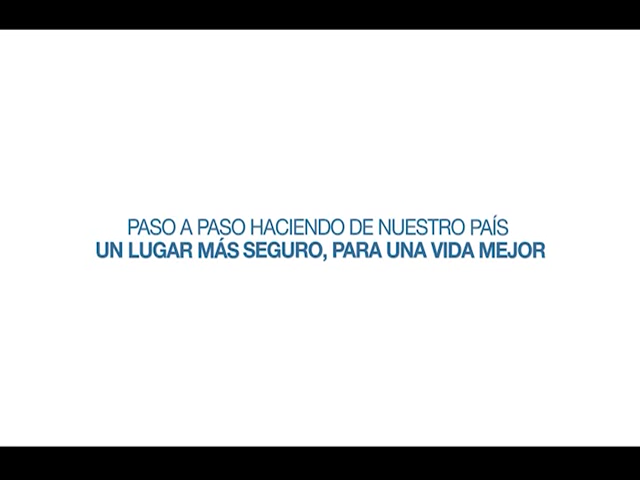 PASO A PASO HACIENDO DE NUESTRO PAÍS
UN LUGAR MÁS SEGURO, PARA UNA VIDA MEJOR